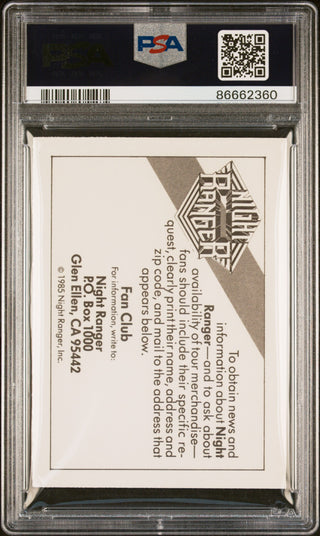 PSA
86662360
NIGHT
RANGER
To obtain news and
information about Night
Ranger—and to ask about
availability of tour merchandise—
fans should include their specific re-
quest, clearly print their name, address and
zip code, and mail to the address that
appears below.
Fan Club
For information, write to:
Night Ranger
P.O. Box 1000
Glen Ellen, CA 95442
© 1985 Night Ranger, Inc.
PSA